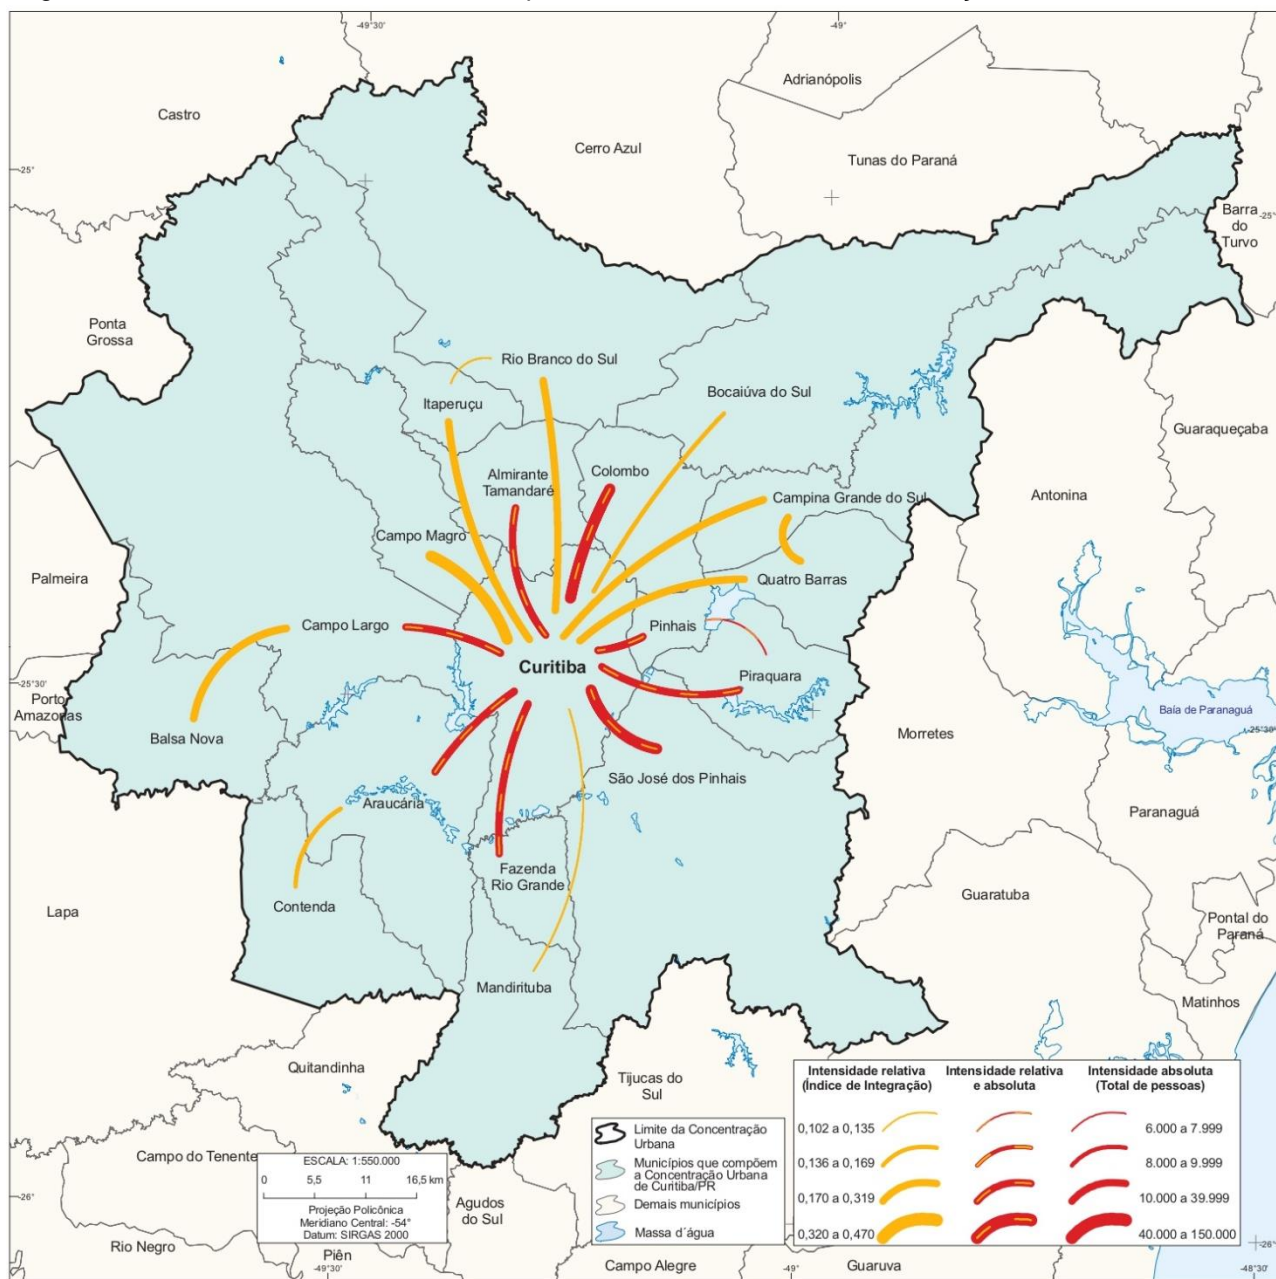 -49°30'
-49°
Adrianópolis
Castro
Cerro Azul
Tunas do Paraná
-25°
-25°
Barra
do
Turvo
Ponta
Grossa
Rio Branco do Sul
Bocaiúva do Sul
Itaperuçu
Guaraqueçaba
Colombo
Almirante
Tamandaré
Antonina
Campina Grande do Sul
Campo Magro
Palmeira
Quatro Barras
Campo Largo
Pinhais
Curitiba
Piraquara
-25°30'
Porto
Amazonas
Baía de Paranaguá
-25°30'
Balsa Nova
Morretes
São José dos Pinhais
Araucária
Paranaguá
Fazenda
Rio Grande
Guaratuba
Contenda
Lapa
Pontal do
Paraná
Mandirituba
Matinhos
Quitandinha
Tijucas do
Sul
Campo do Tenente
Agudos
do Sul
-26°
Rio Negro
Piên
Campo Alegre
Guaruva
-26°
-49°30'
-49°
-48°30'
ESCALA: 1:550.000
0 5,5 11 16,5 km
Projeção Policônica
Meridiano Central: -54°
Datum: SIRGAS 2000
Limite da Concentração
Urbana
Municípios que compõem
a Concentração Urbana
de Curitiba/PR
Demais municípios
Massa d´água
Intensidade relativa
(Índice de Integração)
0,102 a 0,135
0,136 a 0,169
0,170 a 0,319
0,320 a 0,470
Intensidade relativa
e absoluta
Intensidade absoluta
(Total de pessoas)
6.000 a 7.999
8.000 a 9.999
10.000 a 39.999
40.000 a 150.000